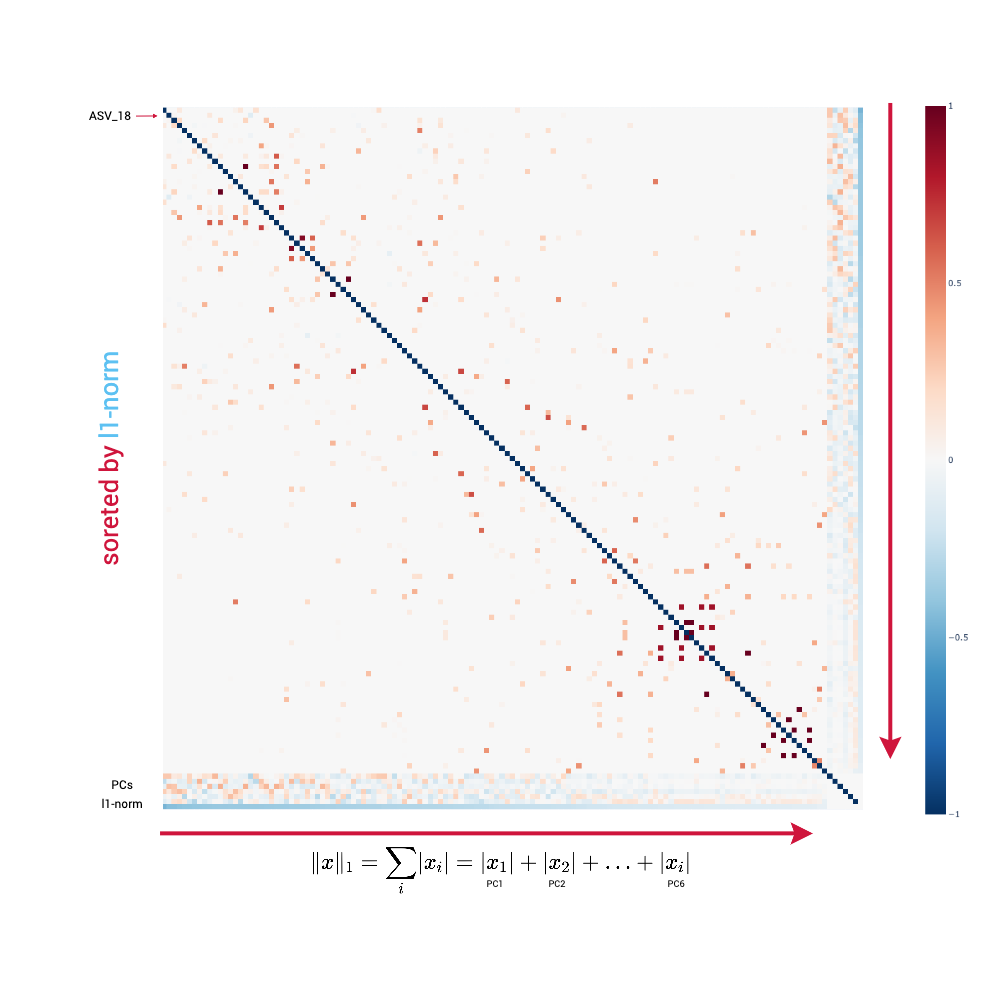 ASV_18
1
0.5
0
−0.5
−1
soreted by l1-norm
PCs
l1-norm
‖x‖₁ = ∑ᵢ |xᵢ| = |x₁| + |x₂| + … + |xᵢ|
PC1 PC2 PC6